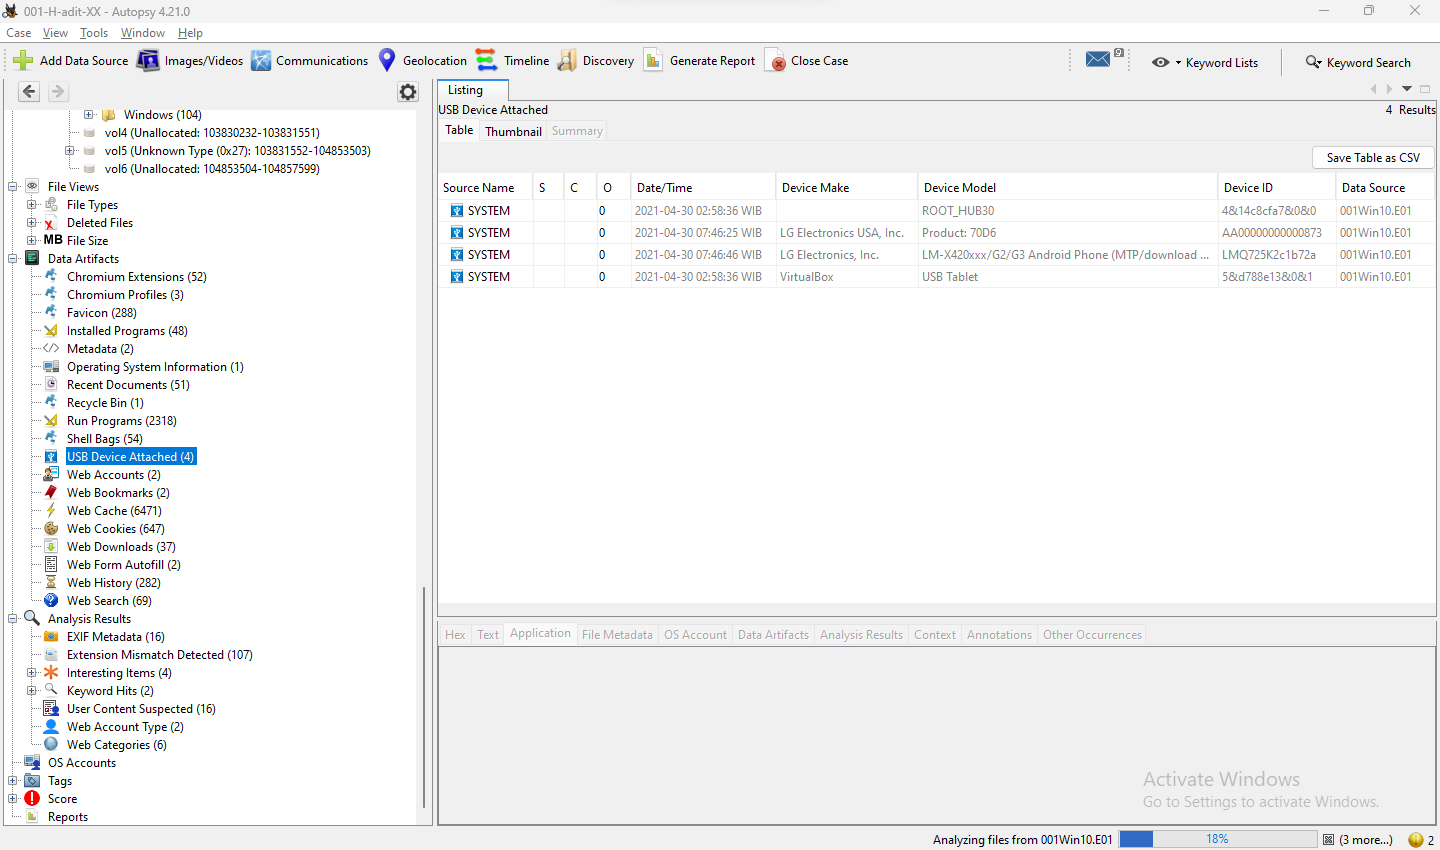 001-H-adit-XX - Autopsy 4.21.0
Case View Tools Window Help
Add Data Source Images/Videos Communications Geolocation Timeline Discovery Generate Report Close Case 9 Keyword Lists Keyword Search
Windows (104)
vol4 (Unallocated: 103830232-103831551)
vol5 (Unknown Type (0x27): 103831552-104853503)
vol6 (Unallocated: 104853504-104857599)
File Views
File Types
Deleted Files
MB File Size
Data Artifacts
Chromium Extensions (52)
Chromium Profiles (3)
Favicon (288)
Installed Programs (48)
Metadata (2)
Operating System Information (1)
Recent Documents (51)
Recycle Bin (1)
Run Programs (2318)
Shell Bags (54)
USB Device Attached (4)
Web Accounts (2)
Web Bookmarks (2)
Web Cache (6471)
Web Cookies (647)
Web Downloads (37)
Web Form Autofill (2)
Web History (282)
Web Search (69)
Analysis Results
EXIF Metadata (16)
Extension Mismatch Detected (107)
Interesting Items (4)
Keyword Hits (2)
User Content Suspected (16)
Web Account Type (2)
Web Categories (6)
OS Accounts
Tags
Score
Reports
Listing
USB Device Attached 4 Results
Table Thumbnail Summary
Save Table as CSV
Source Name S C O Date/Time Device Make Device Model Device ID Data Source
SYSTEM 0 2021-04-30 02:58:36 WIB ROOT_HUB30 4&14c8cfa7&0&0 001Win10.E01
SYSTEM 0 2021-04-30 07:46:25 WIB LG Electronics USA, Inc. Product: 70D6 AA00000000000873 001Win10.E01
SYSTEM 0 2021-04-30 07:46:46 WIB LG Electronics, Inc. LM-X420xxx/G2/G3 Android Phone (MTP/download ... LMQ725K2c1b72a 001Win10.E01
SYSTEM 0 2021-04-30 02:58:36 WIB VirtualBox USB Tablet 5&d788e13&0&1 001Win10.E01
Hex Text Application File Metadata OS Account Data Artifacts Analysis Results Context Annotations Other Occurrences
Activate Windows
Go to Settings to activate Windows.
Analyzing files from 001Win10.E01 18% (3 more...) 2